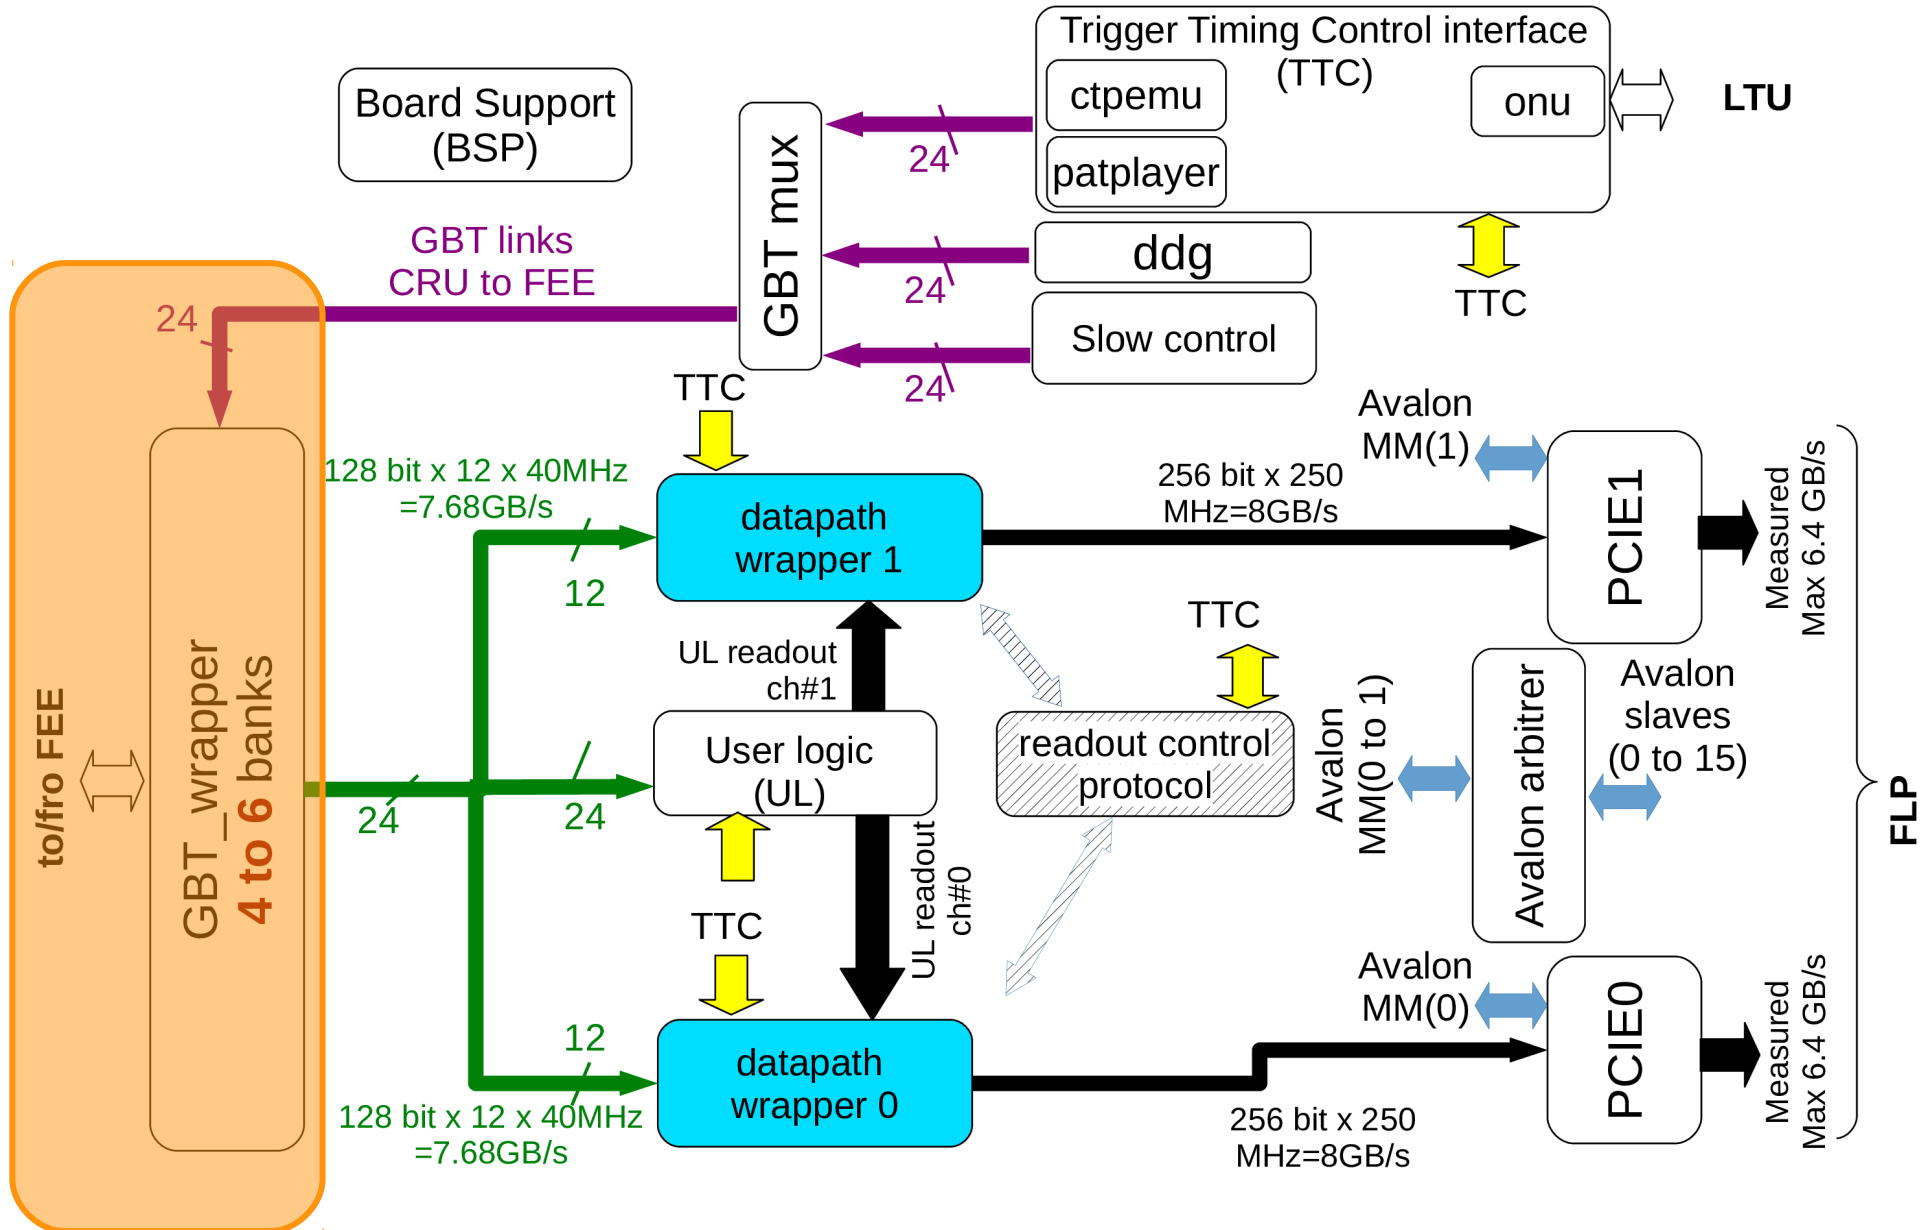 Trigger Timing Control interface
(TTC)
ctpemu
onu
patplayer
LTU
Board Support
(BSP)
GBT mux
24
ddg
24
TTC
Slow control
24
GBT links
CRU to FEE
24
to/fro FEE
GBT_wrapper
4 to 6 banks
TTC
128 bit x 12 x 40MHz
=7.68GB/s
12
datapath
wrapper 1
256 bit x 250
MHz=8GB/s
Avalon
MM(1)
PCIE1
Measured
Max 6.4 GB/s
UL readout
ch#1
TTC
24
24
User logic
(UL)
readout control
protocol
Avalon
MM(0 to 1)
Avalon arbitrer
Avalon
slaves
(0 to 15)
FLP
UL readout
ch#0
TTC
12
128 bit x 12 x 40MHz
=7.68GB/s
datapath
wrapper 0
256 bit x 250
MHz=8GB/s
Avalon
MM(0)
PCIE0
Measured
Max 6.4 GB/s